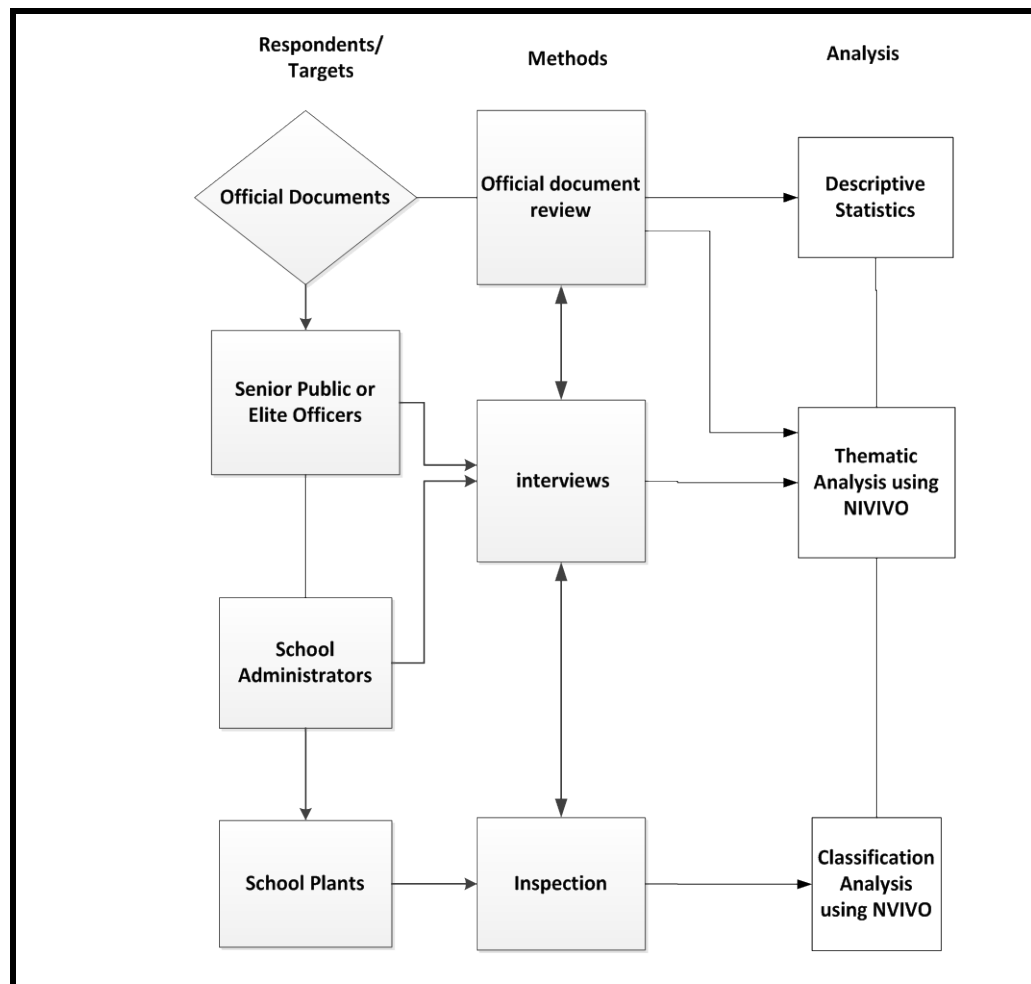 Respondents/
Targets
Methods
Analysis
Official Documents
Official document
review
Descriptive
Statistics
Senior Public or
Elite Officers
interviews
Thematic
Analysis using
NIVIVO
School
Administrators
School Plants
Inspection
Classification
Analysis
using NVIVO